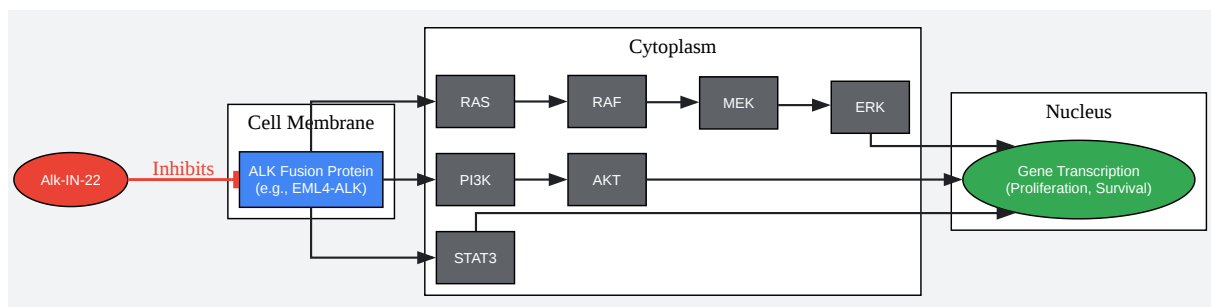 Cytoplasm
RAS
RAF
MEK
ERK
Nucleus
Cell Membrane
Alk-IN-22
Inhibits
ALK Fusion Protein
(e.g., EML4-ALK)
PI3K
AKT
Gene Transcription
(Proliferation, Survival)
STAT3